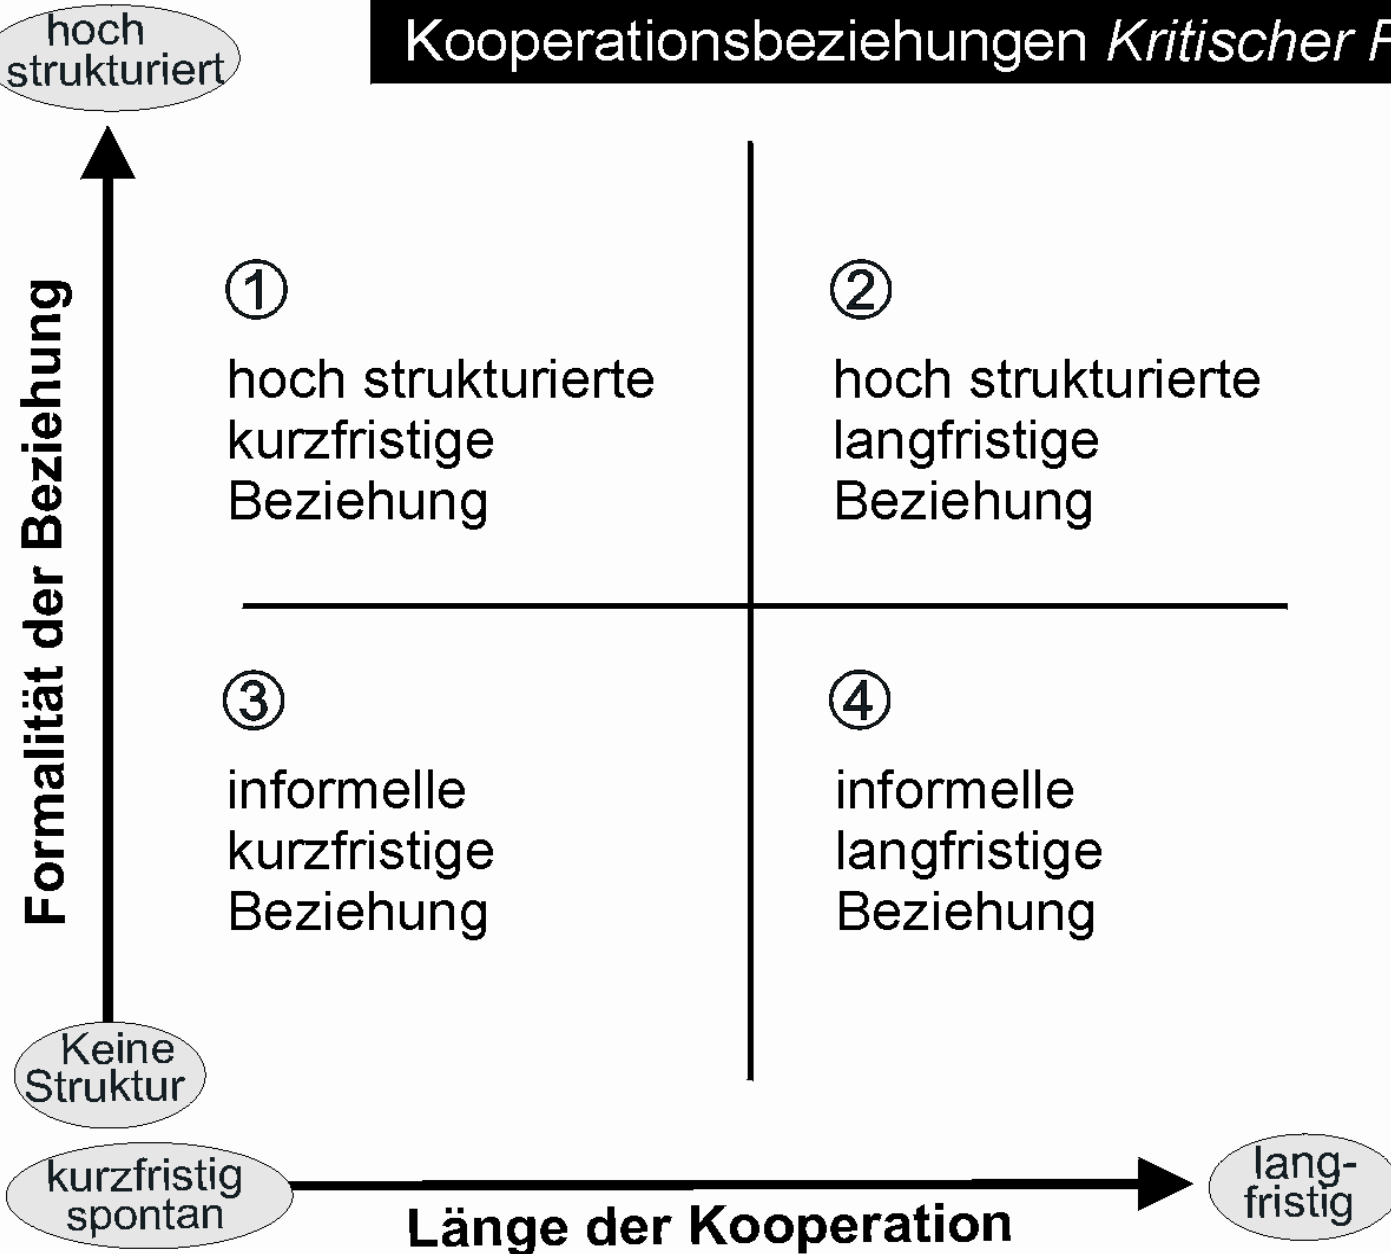 hoch
strukturiert
Kooperationsbeziehungen Kritischer
Formalität der Beziehung
1
hoch strukturierte
kurzfristige
Beziehung
2
hoch strukturierte
langfristige
Beziehung
3
informelle
kurzfristige
Beziehung
4
informelle
langfristige
Beziehung
Keine
Struktur
kurzfristig
spontan
Länge der Kooperation
lang-
fristig